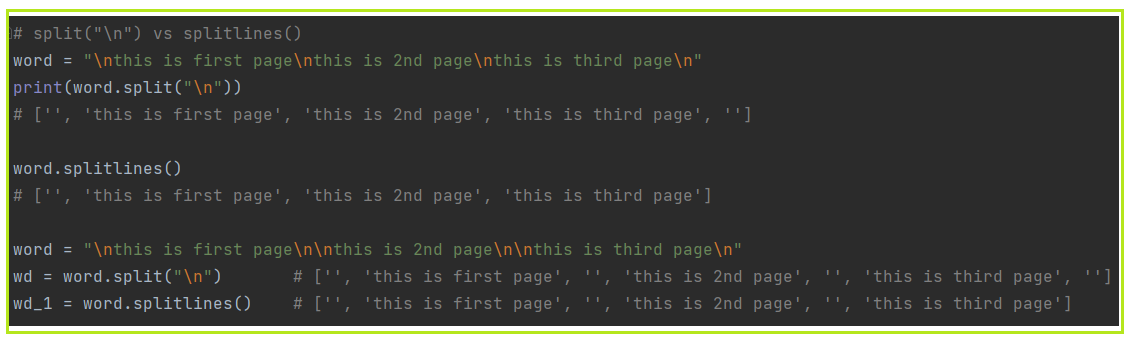 # split("\n") vs splitlines()
word = "\nthis is first page\nthis is 2nd page\nthis is third page\n"
print(word.split("\n"))
# ['', 'this is first page', 'this is 2nd page', 'this is third page', '']
word.splitlines()
# ['', 'this is first page', 'this is 2nd page', 'this is third page']
word = "\nthis is first page\n\nthis is 2nd page\n\nthis is third page\n"
wd = word.split("\n")       # ['', 'this is first page', '', 'this is 2nd page', '', 'this is third page', '']
wd_1 = word.splitlines()    # ['', 'this is first page', '', 'this is 2nd page', '', 'this is third page']